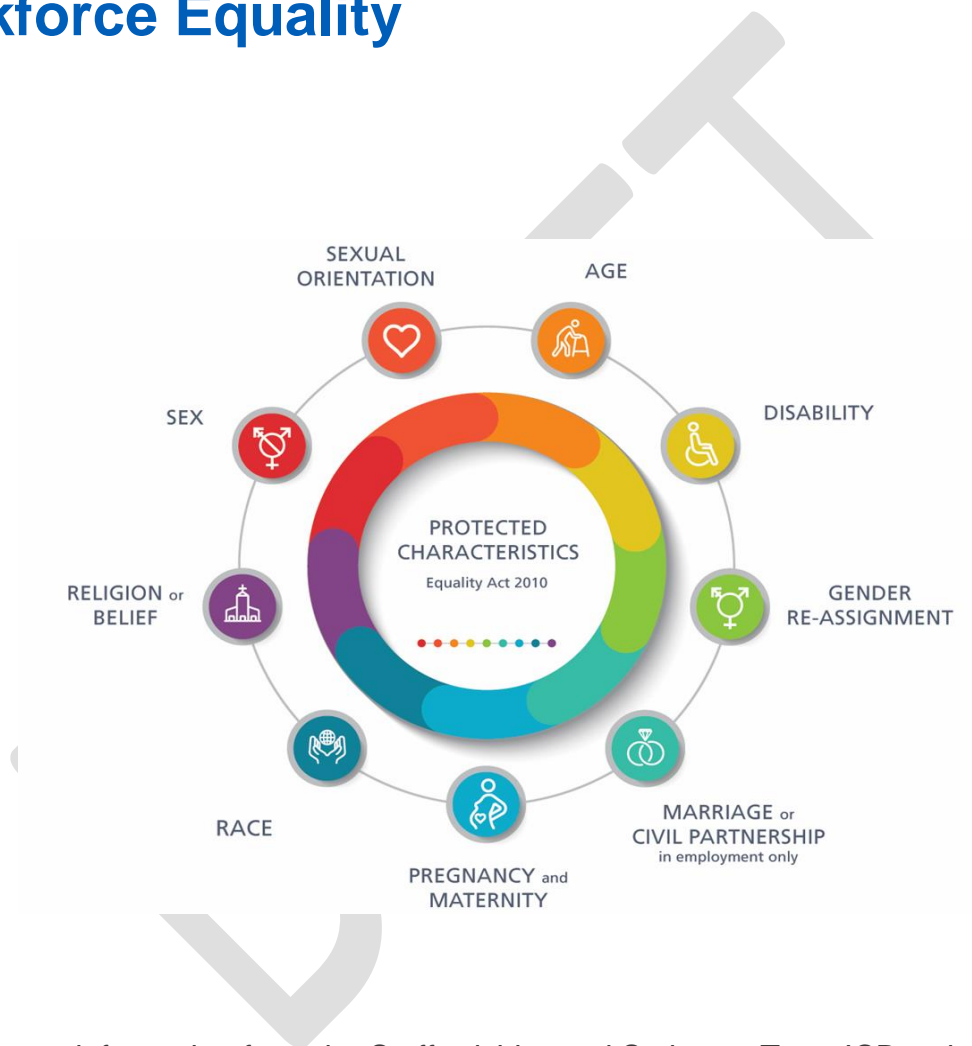 Equality
SEXUAL
ORIENTATION
AGE
SEX
DISABILITY
PROTECTED
CHARACTERISTICS
Equality Act 2010
RELIGION or
BELIEF
GENDER
RE-ASSIGNMENT
RACE
MARRIAGE or
CIVIL PARTNERSHIP
in employment only
PREGNANCY and
MATERNITY